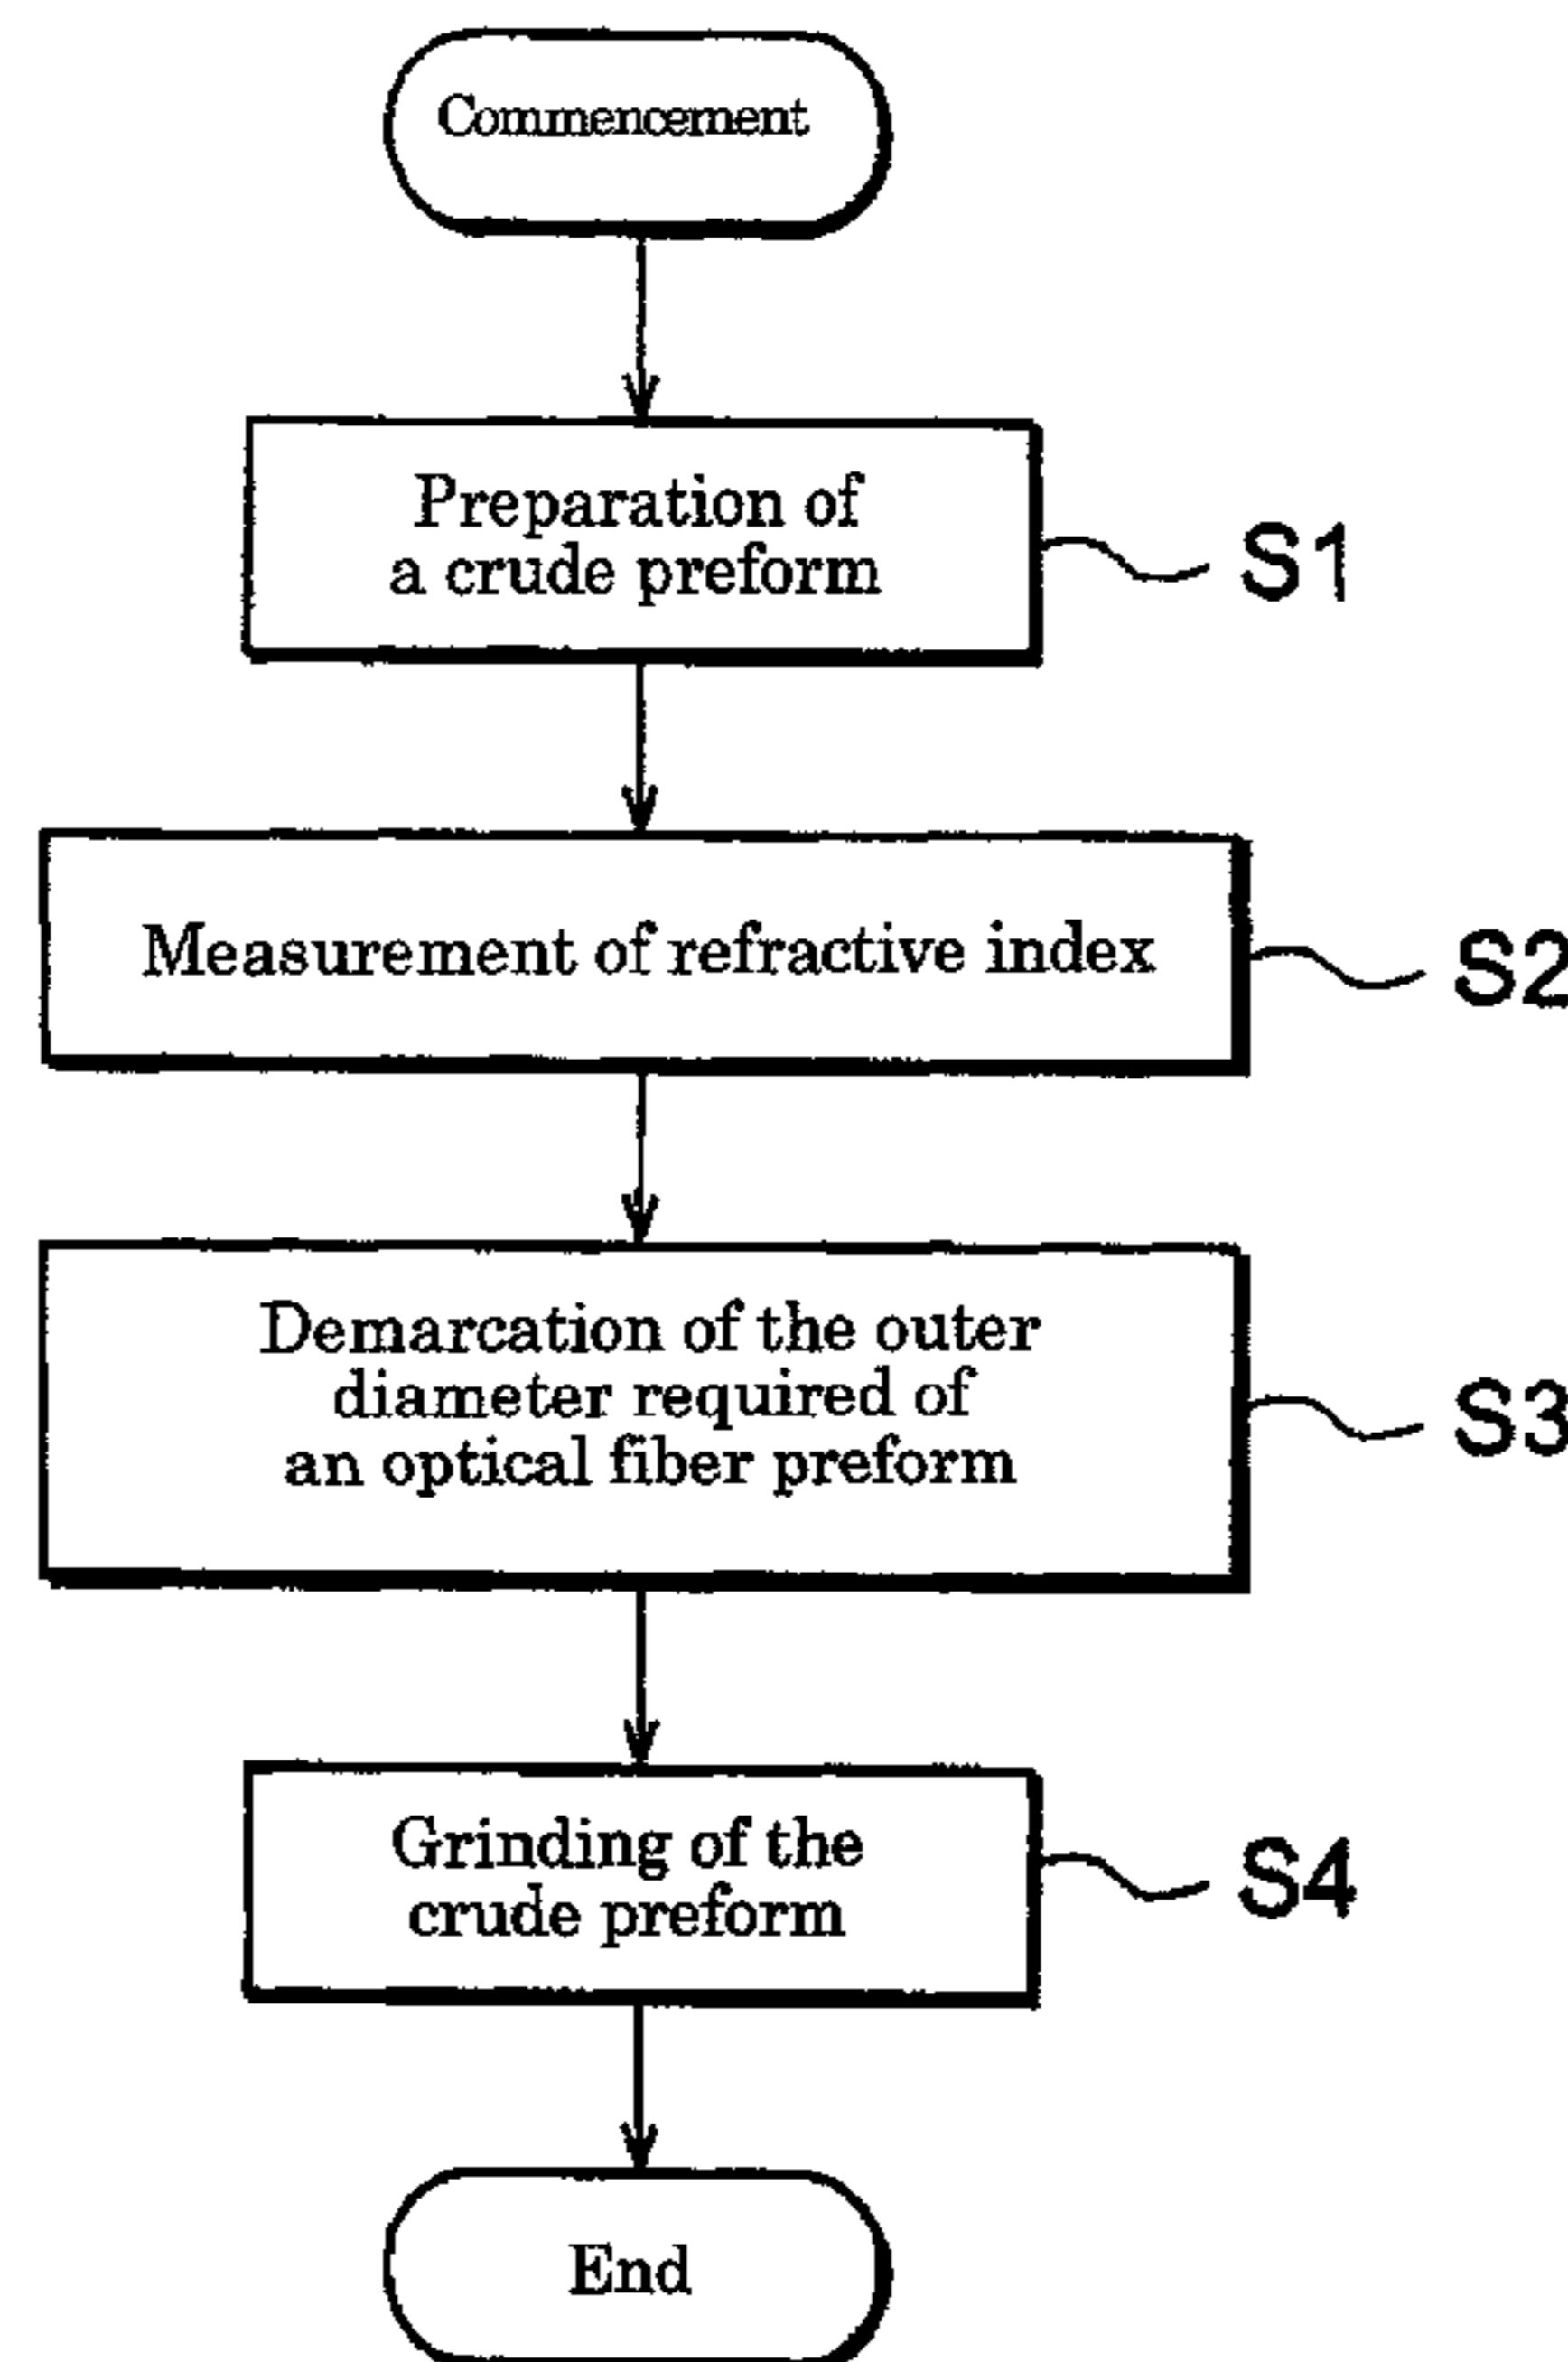 Commencement
Preparation of
a crude preform
S1
Measurement of refractive index
S2
Demarcation of the outer
diameter required of
an optical fiber preform
S3
Grinding of the
crude preform
S4
End